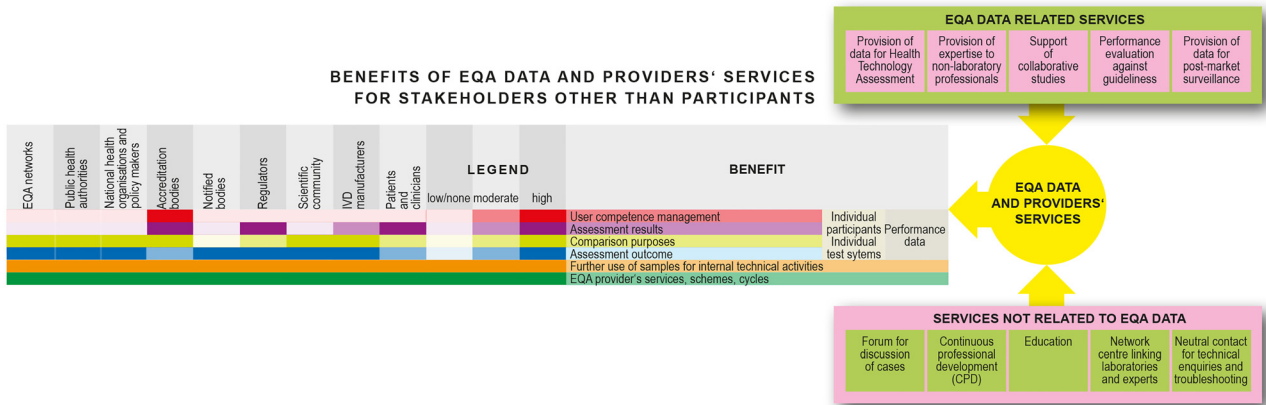 EQA DATA RELATED SERVICES
Provision of
data for Health
Technology
Assessment
Provision of
expertise to
non-laboratory
professionals
Support
of
collaborative
studies
Performance
evaluation
against
guideliness
Provision of
data for
post-market
surveillance
BENEFITS OF EQA DATA AND PROVIDERS‘ SERVICES
FOR STAKEHOLDERS OTHER THAN PARTICIPANTS
EQA networks
Public health
authorities
National health
organisations and
policy makers
Accreditation
bodies
Notified
bodies
Regulators
Scientific
community
IVD
manufacturers
Patients
and
clinicians
LEGEND
low/none moderate high
BENEFIT
User competence management
Assessment results
Comparison purposes
Assessment outcome
Further use of samples for internal technical activities
EQA provider's services, schemes, cycles
Individual
participants
Individual
test sytems
Performance
data
EQA DATA
AND PROVIDERS‘
SERVICES
SERVICES NOT RELATED TO EQA DATA
Forum for
discussion
of cases
Continuous
professional
development
(CPD)
Education
Network
centre linking
laboratories
and experts
Neutral contact
for technical
enquries and
troubleshooting